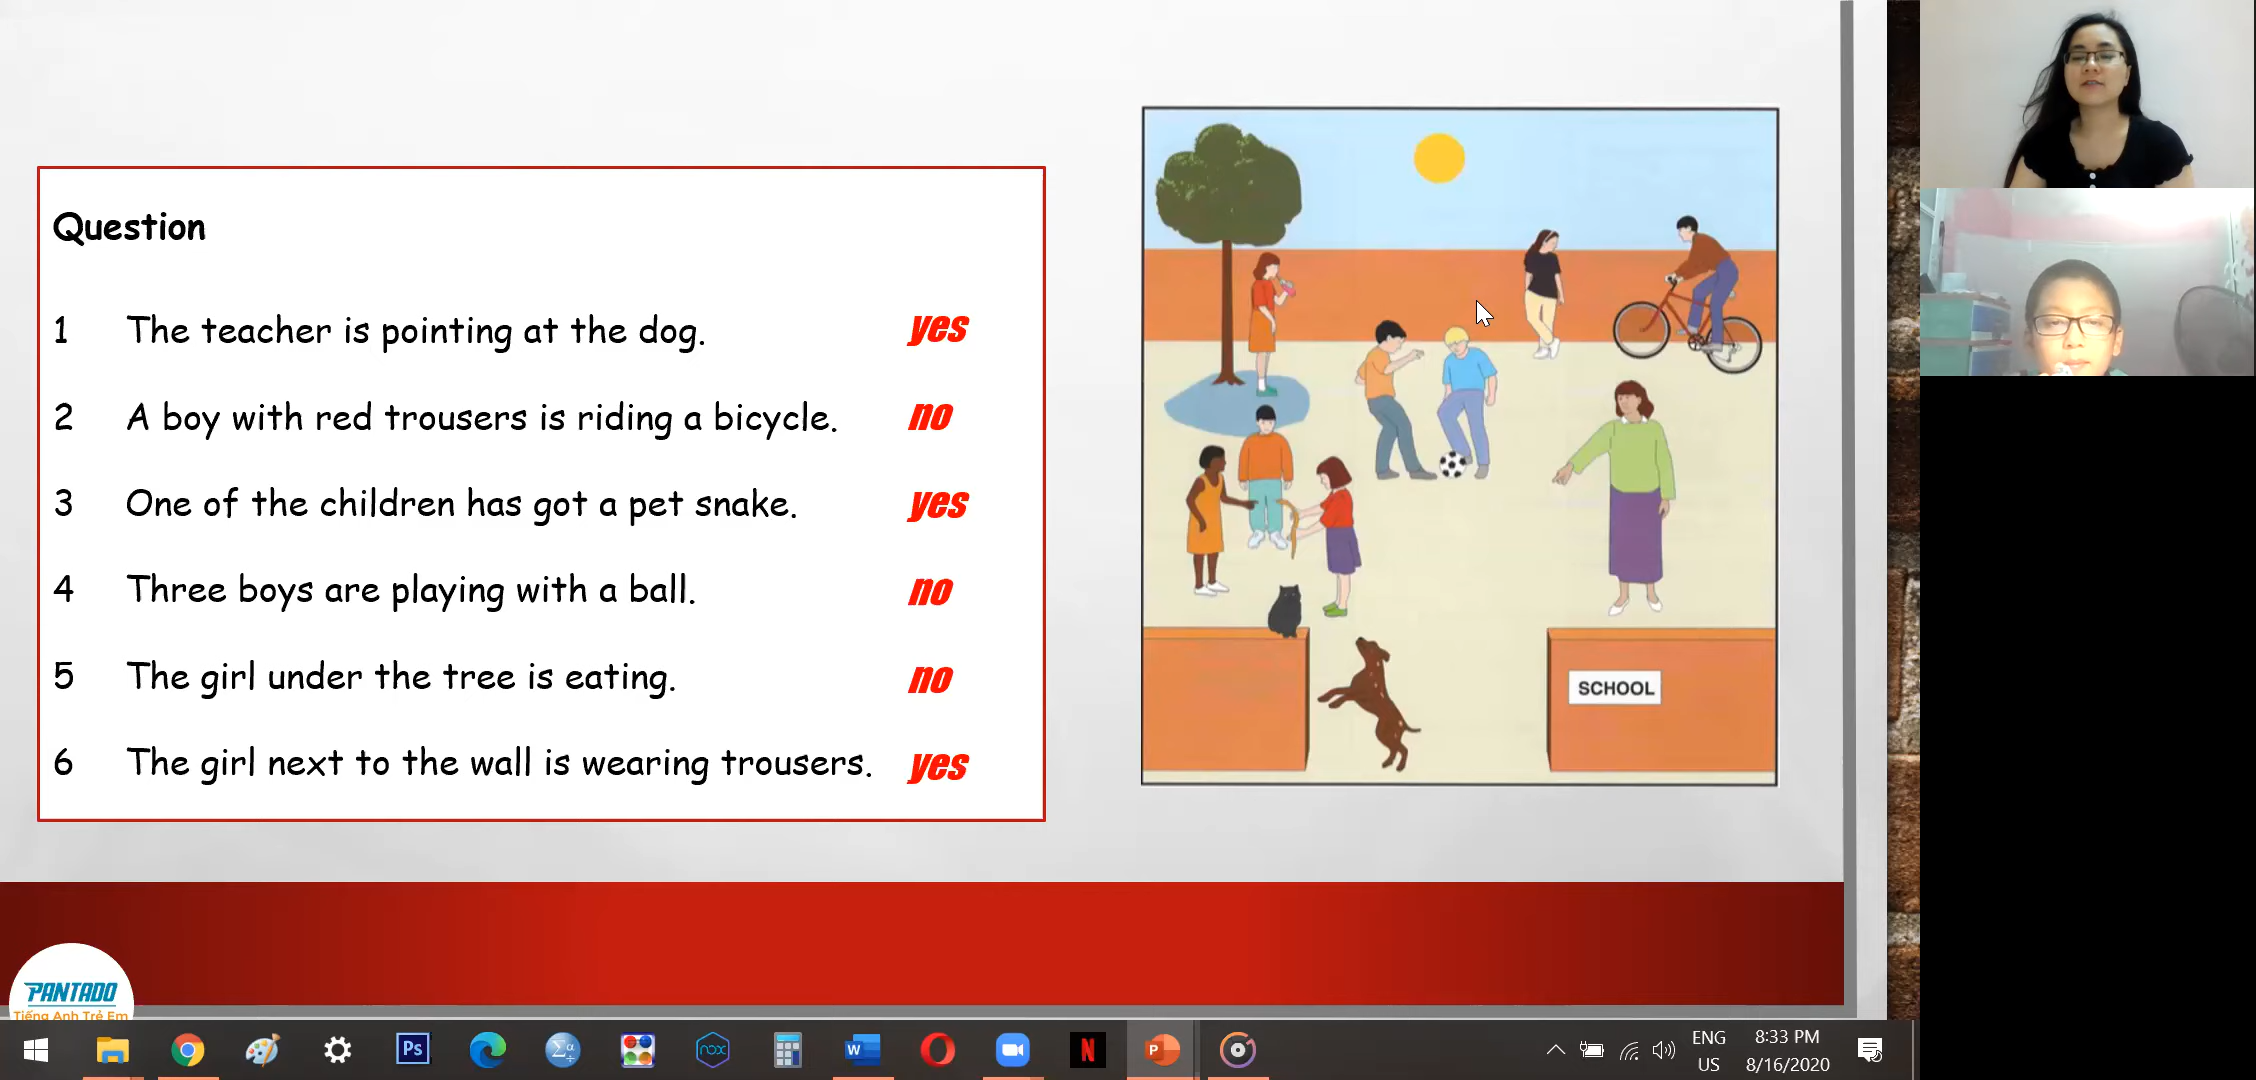 Question
1 The teacher is pointing at the dog. yes
2 A boy with red trousers is riding a bicycle. no
3 One of the children has got a pet snake. yes
4 Three boys are playing with a ball. no
5 The girl under the tree is eating. no
6 The girl next to the wall is wearing trousers. yes
SCHOOL
PANTADO
Tiếng Anh Trẻ Em
Ps
Σα
nox
W
N
P
ENG
US
8:33 PM
8/16/2020